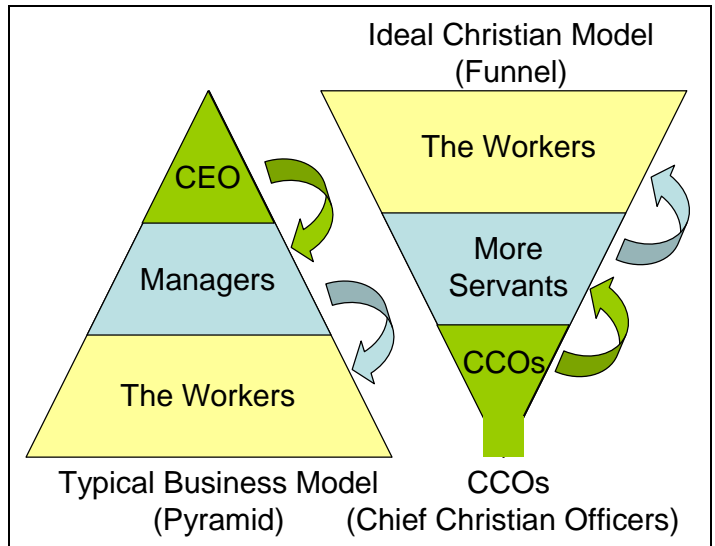 Ideal Christian Model
(Funnel)
CEO
Managers
The Workers
The Workers
More
Servants
CCOs
Typical Business Model
(Pyramid)
CCOs
(Chief Christian Officers)